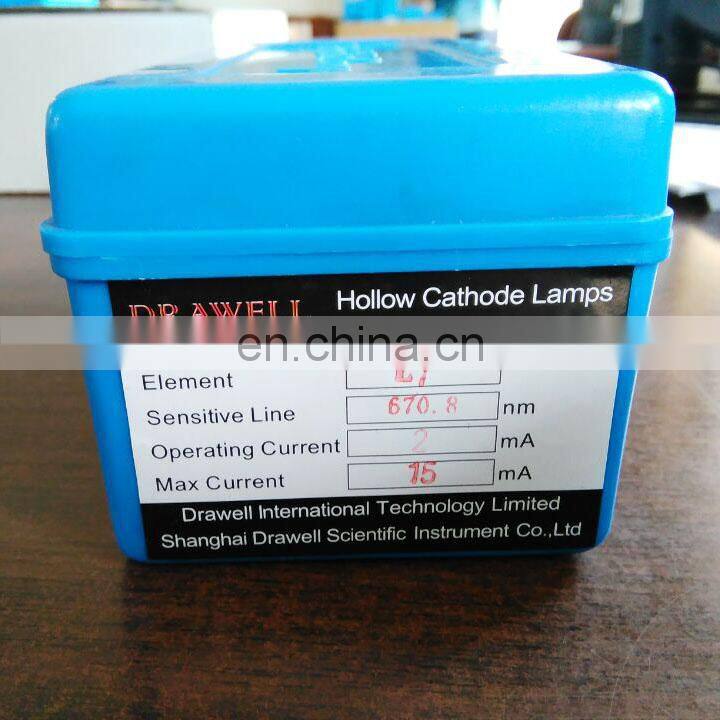 DRAWELL Hollow Cathode Lamps
en.china.cn
Element Li
Sensitive Line 670.8 nm
Operating Current 2 mA
Max Current 15 mA
Drawell International Technology Limited
Shanghai Drawell Scientific Instrument Co.,Ltd